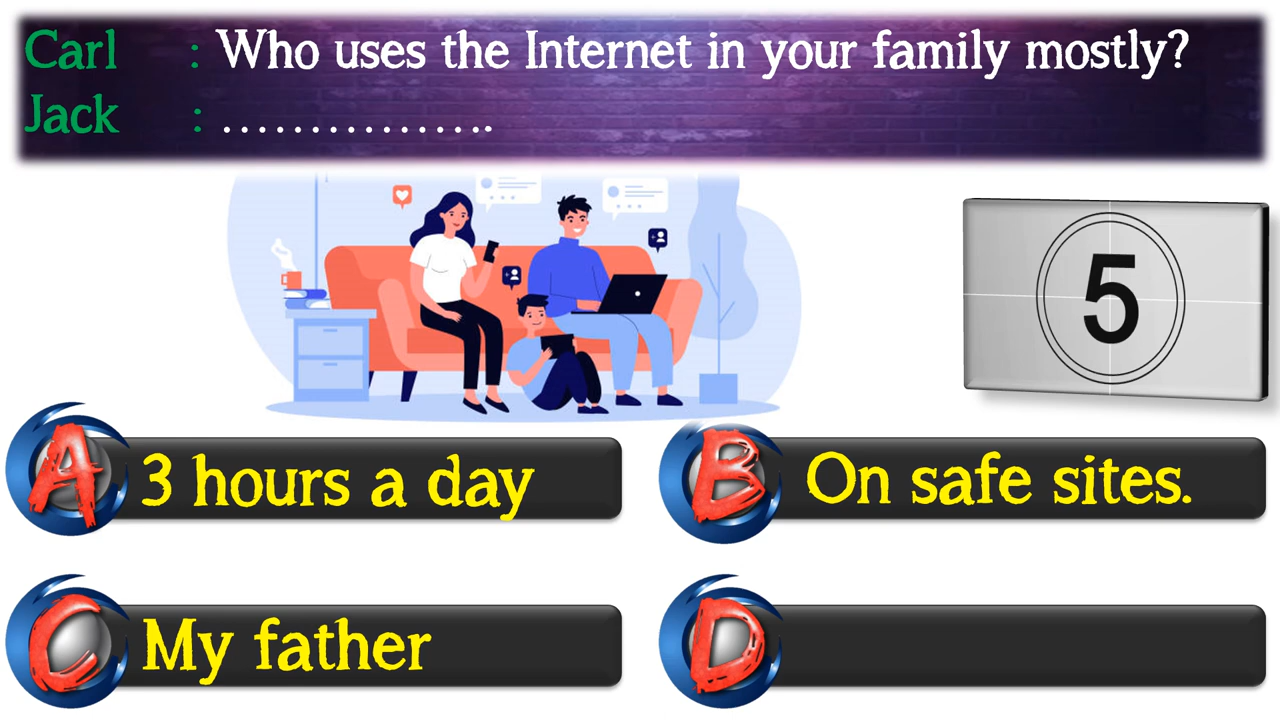 Carl : Who uses the Internet in your family mostly?
Jack : ……………..
5
A 3 hours a day
B On safe sites.
C My father
D